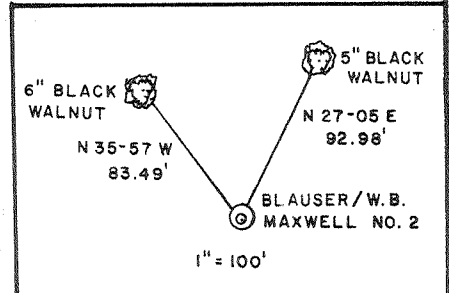 6" BLACK
WALNUT
5" BLACK
WALNUT
N 35-57 W
83.49'
N 27-05 E
92.98'
BLAUSER/W.B.
MAXWELL NO. 2
1" = 100'